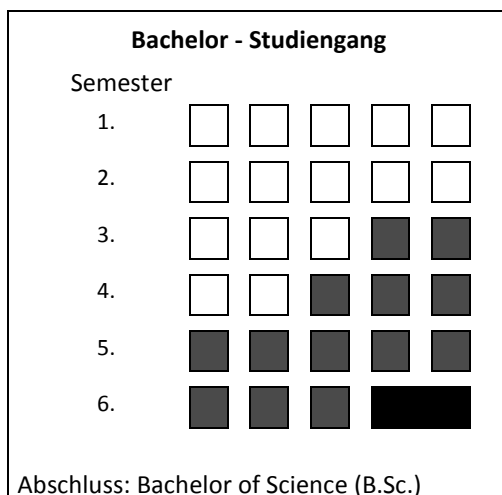 Bachelor - Studiengang
Semester
1.
2.
3.
4.
5.
6.
Abschluss: Bachelor of Science (B.Sc.)